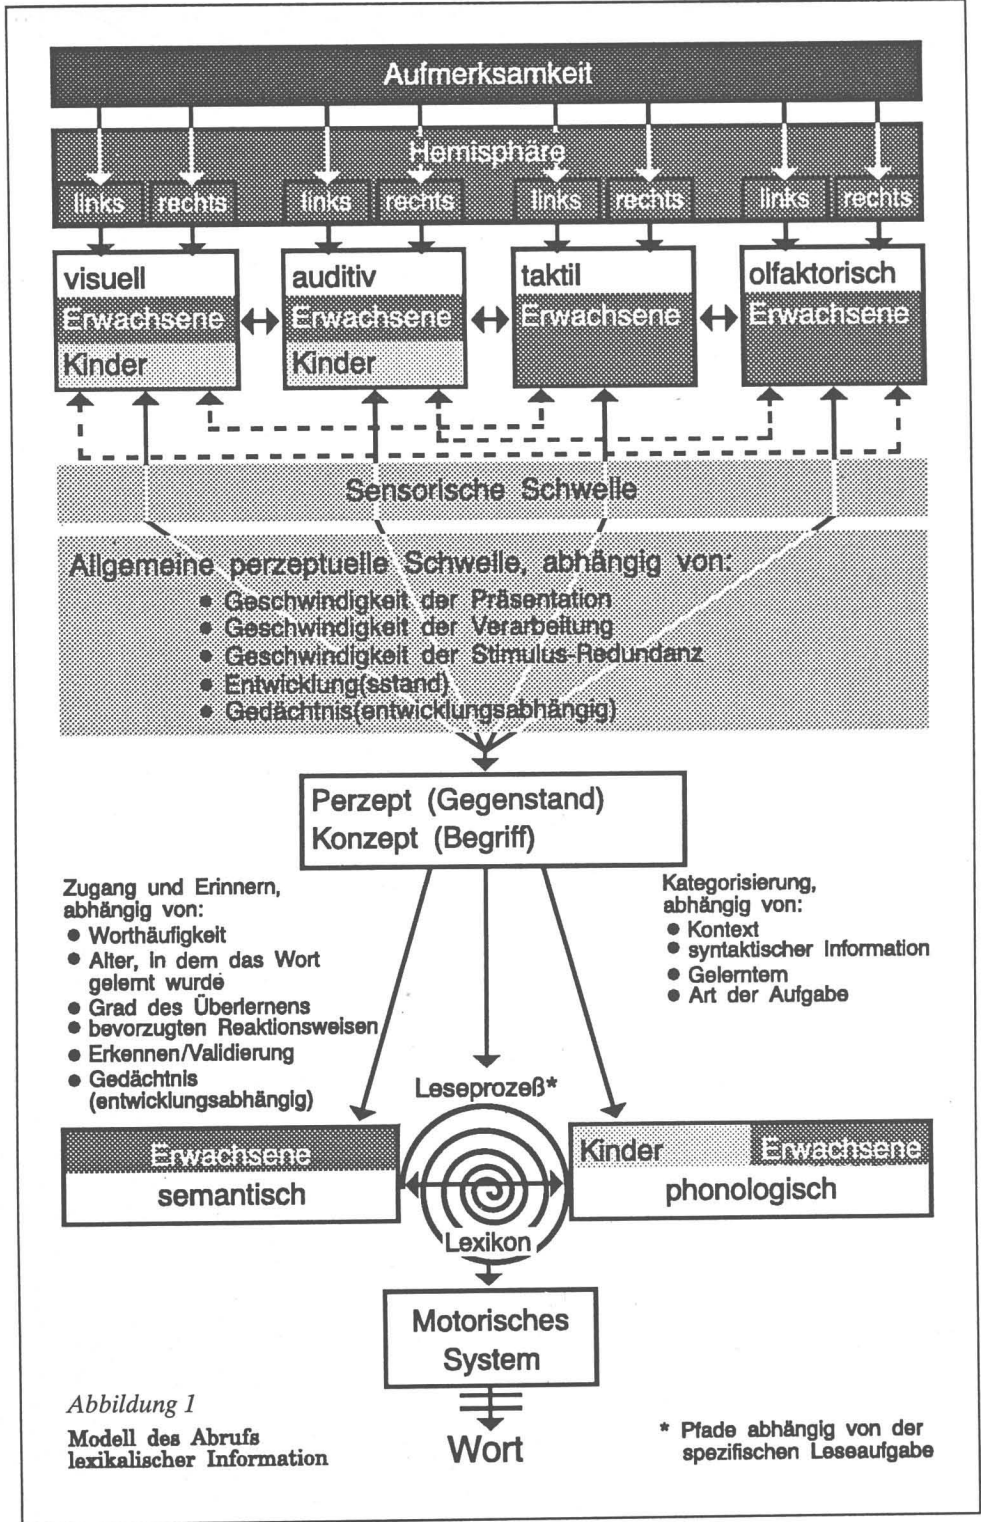 Aufmerksamkeit
Hemisphäre
links rechts links rechts links rechts links rechts
visuell auditiv taktil olfaktorisch
Erwachsene Erwachsene Erwachsene Erwachsene
Kinder Kinder
Sensorische Schwelle
Allgemeine perzeptuelle Schwelle, abhängig von:
• Geschwindigkeit der Präsentation
• Geschwindigkeit der Verarbeitung
• Geschwindigkeit der Stimulus-Redundanz
• Entwicklung(sstand)
• Gedächtnis(entwicklungsabhängig)
Perzept (Gegenstand)
Konzept (Begriff)
Zugang und Erinnern,
abhängig von:
• Worthäufigkeit
• Alter, in dem das Wort
gelernt wurde
• Grad des Überlernens
• bevorzugten Reaktionsweisen
• Erkennen/Validierung
• Gedächtnis
(entwicklungsabhängig)
Kategorisierung,
abhängig von:
• Kontext
• syntaktischer Information
• Gelerntem
• Art der Aufgabe
Leseprozeß*
Erwachsene
semantisch
Kinder Erwachsene
phonologisch
Lexikon
Motorisches
System
Wort
Abbildung 1
Modell des Abrufs
lexikalischer Information
* Pfade abhängig von der
spezifischen Leseaufgabe